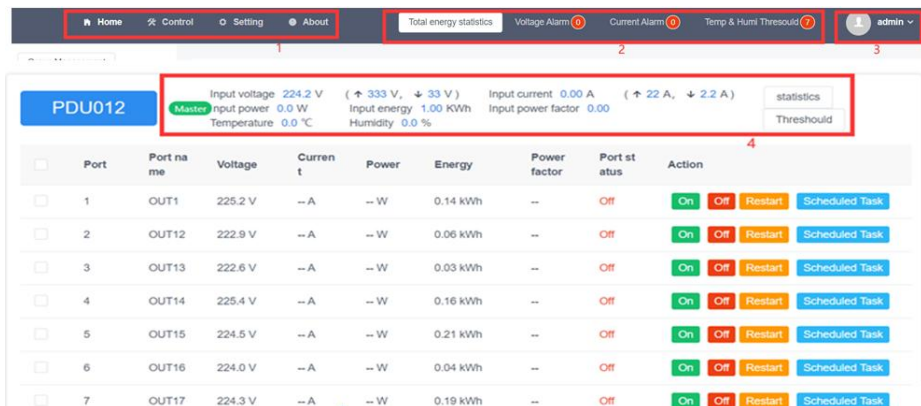 Home Control Setting About Total energy statistics Voltage Alarm 0 Current Alarm 0 Temp & Humi Thresould 7 1 admin
1 2 3
PDU012
Input voltage 224.2 V ( ↑ 333 V, ↓ 33 V ) Input current 0.00 A ( ↑ 22 A, ↓ 2.2 A ) statistics
Master nput power 0.0 W Input energy 1.00 KWh Input power factor 0.00
Temperature 0.0 ℃ Humidity 0.0 % Threshould
4
Port Port na me Voltage Curren t Power Energy Power factor Port st atus Action
1 OUT1 225.2 V -- A -- W 0.14 kWh -- Off On Off Restart Scheduled Task
2 OUT12 222.9 V -- A -- W 0.06 kWh -- Off On Off Restart Scheduled Task
3 OUT13 222.6 V -- A -- W 0.03 kWh -- Off On Off Restart Scheduled Task
4 OUT14 225.4 V -- A -- W 0.16 kWh -- Off On Off Restart Scheduled Task
5 OUT15 224.5 V -- A -- W 0.21 kWh -- Off On Off Restart Scheduled Task
6 OUT16 224.0 V -- A -- W 0.04 kWh -- Off On Off Restart Scheduled Task
7 OUT17 224.3 V -- A -- W 0.19 kWh -- Off On Off Restart Scheduled Task